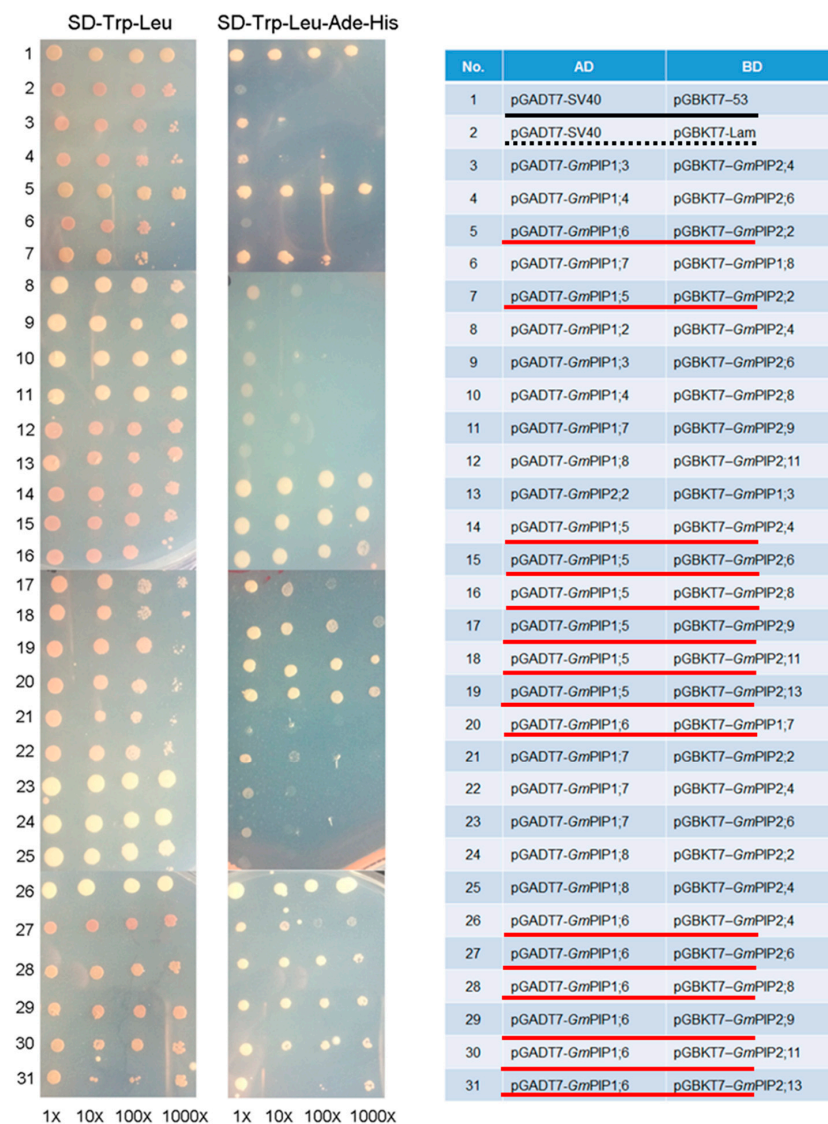 SD-Trp-Leu SD-Trp-Leu-Ade-His
1
2
3
4
5
6
7
8
9
10
11
12
13
14
15
16
17
18
19
20
21
22
23
24
25
26
27
28
29
30
31
1x 10x 100x 1000x 1x 10x 100x 1000x
No. AD BD
1 pGADT7-SV40 pGBKT7–53
2 pGADT7-SV40 pGBKT7-Lam
3 pGADT7-GmPIP1;3 pGBKT7–GmPIP2;4
4 pGADT7-GmPIP1;4 pGBKT7–GmPIP2;6
5 pGADT7-GmPIP1;6 pGBKT7–GmPIP2;2
6 pGADT7-GmPIP1;7 pGBKT7–GmPIP1;8
7 pGADT7-GmPIP1;5 pGBKT7–GmPIP2;2
8 pGADT7-GmPIP1;2 pGBKT7–GmPIP2;4
9 pGADT7-GmPIP1;3 pGBKT7–GmPIP2;6
10 pGADT7-GmPIP1;4 pGBKT7–GmPIP2;8
11 pGADT7-GmPIP1;7 pGBKT7–GmPIP2;9
12 pGADT7-GmPIP1;8 pGBKT7–GmPIP2;11
13 pGADT7-GmPIP2;2 pGBKT7–GmPIP1;3
14 pGADT7-GmPIP1;5 pGBKT7–GmPIP2;4
15 pGADT7-GmPIP1;5 pGBKT7–GmPIP2;6
16 pGADT7-GmPIP1;5 pGBKT7–GmPIP2;8
17 pGADT7-GmPIP1;5 pGBKT7–GmPIP2;9
18 pGADT7-GmPIP1;5 pGBKT7–GmPIP2;11
19 pGADT7-GmPIP1;5 pGBKT7–GmPIP2;13
20 pGADT7-GmPIP1;6 pGBKT7–GmPIP1;7
21 pGADT7-GmPIP1;7 pGBKT7–GmPIP2;2
22 pGADT7-GmPIP1;7 pGBKT7–GmPIP2;4
23 pGADT7-GmPIP1;7 pGBKT7–GmPIP2;6
24 pGADT7-GmPIP1;8 pGBKT7–GmPIP2;2
25 pGADT7-GmPIP1;8 pGBKT7–GmPIP2;4
26 pGADT7-GmPIP1;6 pGBKT7–GmPIP2;4
27 pGADT7-GmPIP1;6 pGBKT7–GmPIP2;6
28 pGADT7-GmPIP1;6 pGBKT7–GmPIP2;8
29 pGADT7-GmPIP1;6 pGBKT7–GmPIP2;9
30 pGADT7-GmPIP1;6 pGBKT7–GmPIP2;11
31 pGADT7-GmPIP1;6 pGBKT7–GmPIP2;13